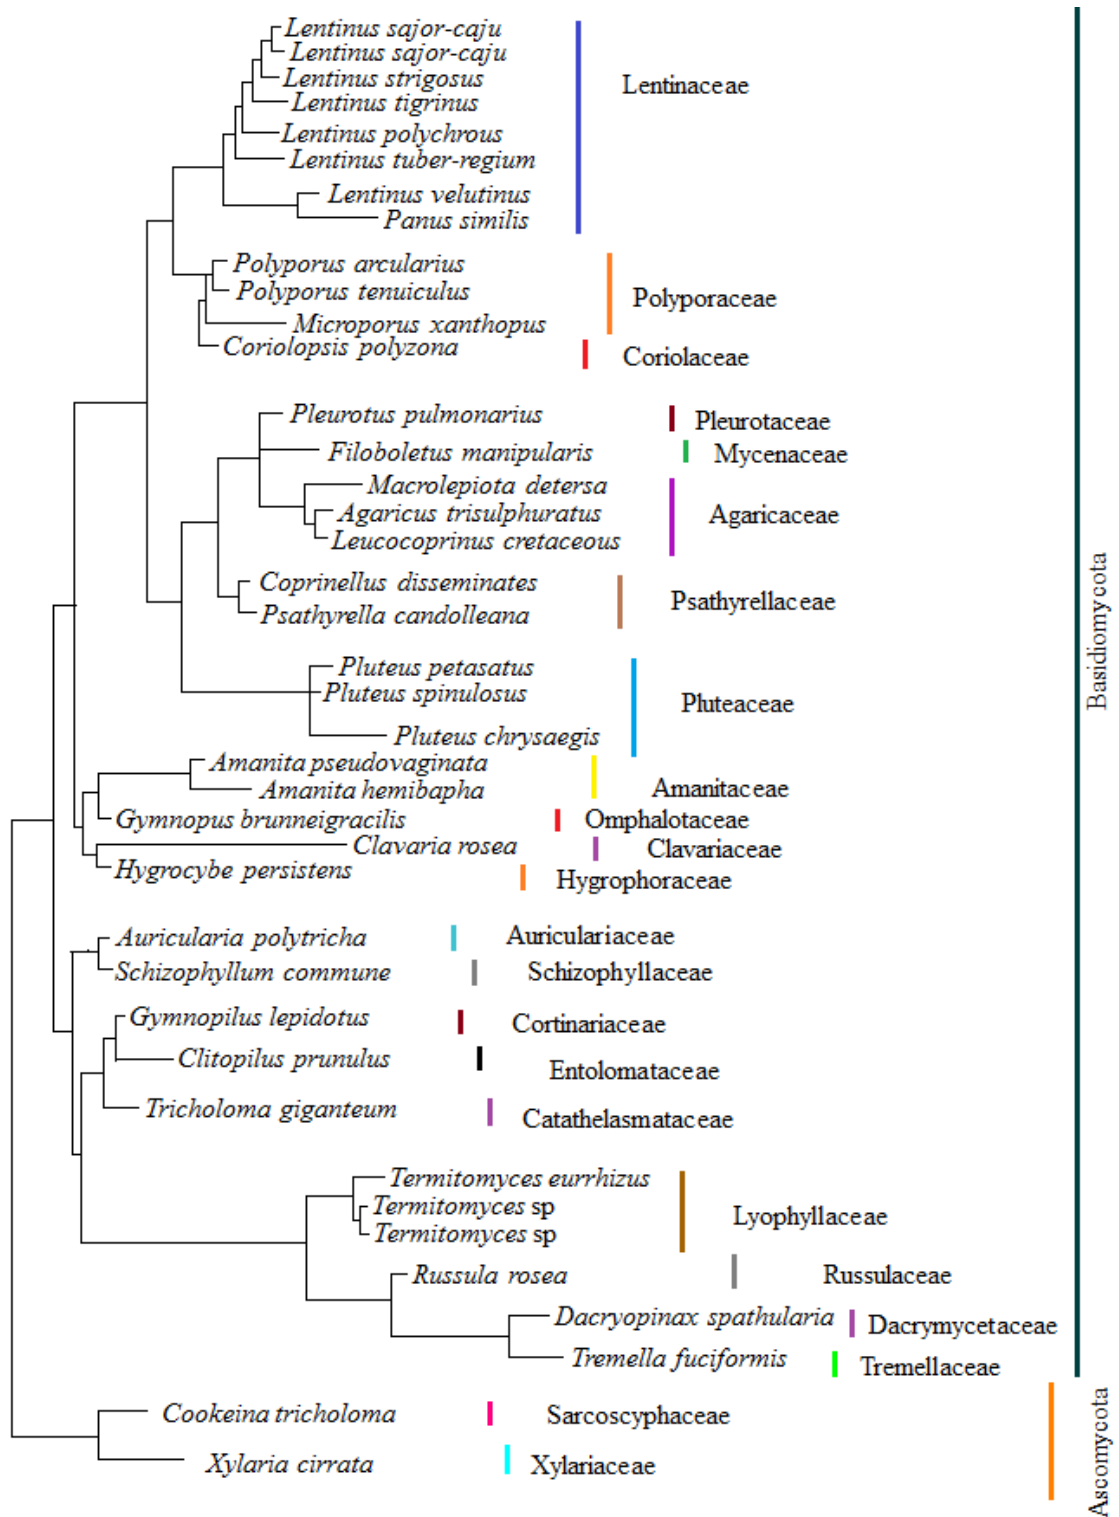 Lentinus sajor-caju
Lentinus sajor-caju
Lentinus strigosus
Lentinaceae
Lentinus tigrinus
Lentinus polychrous
Lentinus tuber-regium
Lentinus velutinus
Panus similis
Polyporus arcularius
Polyporus tenuiculus
Polyporaceae
Microporus xanthopus
Coriolopsis polyzona
Coriolaceae
Pleurotus pulmonarius
Pleurotaceae
Filoboletus manipularis
Mycenaceae
Macrolepiota detersa
Agaricus trisulphuratus
Agaricaceae
Leucocoprinus cretaceous
Coprinellus disseminates
Psathyrellaceae
Psathyrella candolleana
Basidiomycota
Pluteus petasatus
Pluteus spinulosus
Pluteaceae
Pluteus chrysaegis
Amanita pseudovaginata
Amanita hemibapha
Amanitaceae
Gymnopus brunneigracilis
Omphalotaceae
Clavaria rosea
Clavariaceae
Hygrocybe persistens
Hygrophoraceae
Auricularia polytricha
Auriculariaceae
Schizophyllum commune
Schizophyllaceae
Gymnopilus lepidotus
Cortinariaceae
Clitopilus prunulus
Entolomataceae
Tricholoma giganteum
Catathelasmataceae
Termitomyces eurrhizus
Termitomyces sp
Lyophyllaceae
Termitomyces sp
Russula rosea
Russulaceae
Dacryopinax spathularia
Dacrymycetaceae
Tremella fuciformis
Tremellaceae
Cookeina tricholoma
Sarcoscyphaceae
Xylaria cirrata
Xylariaceae
Ascomycota